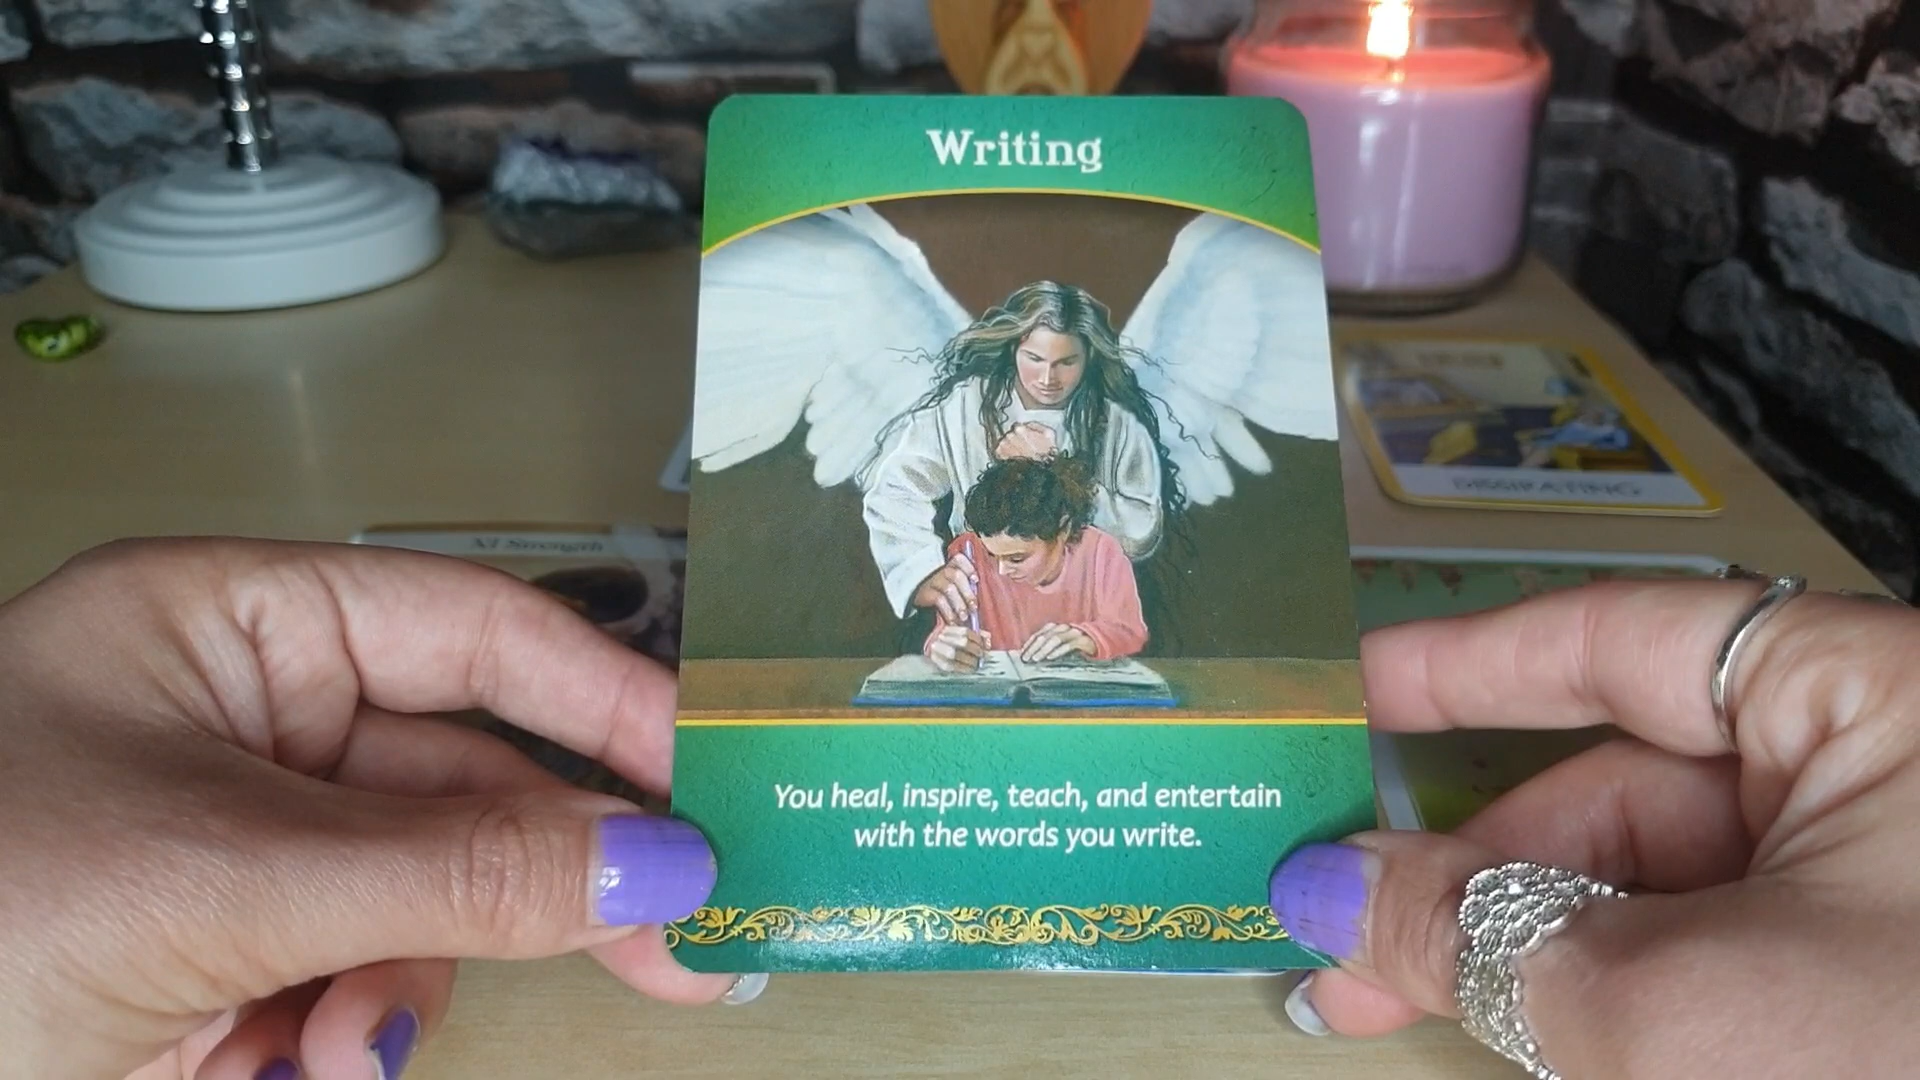 Writing
XI Strength
DISSIPATING
You heal, inspire, teach, and entertain
with the words you write.